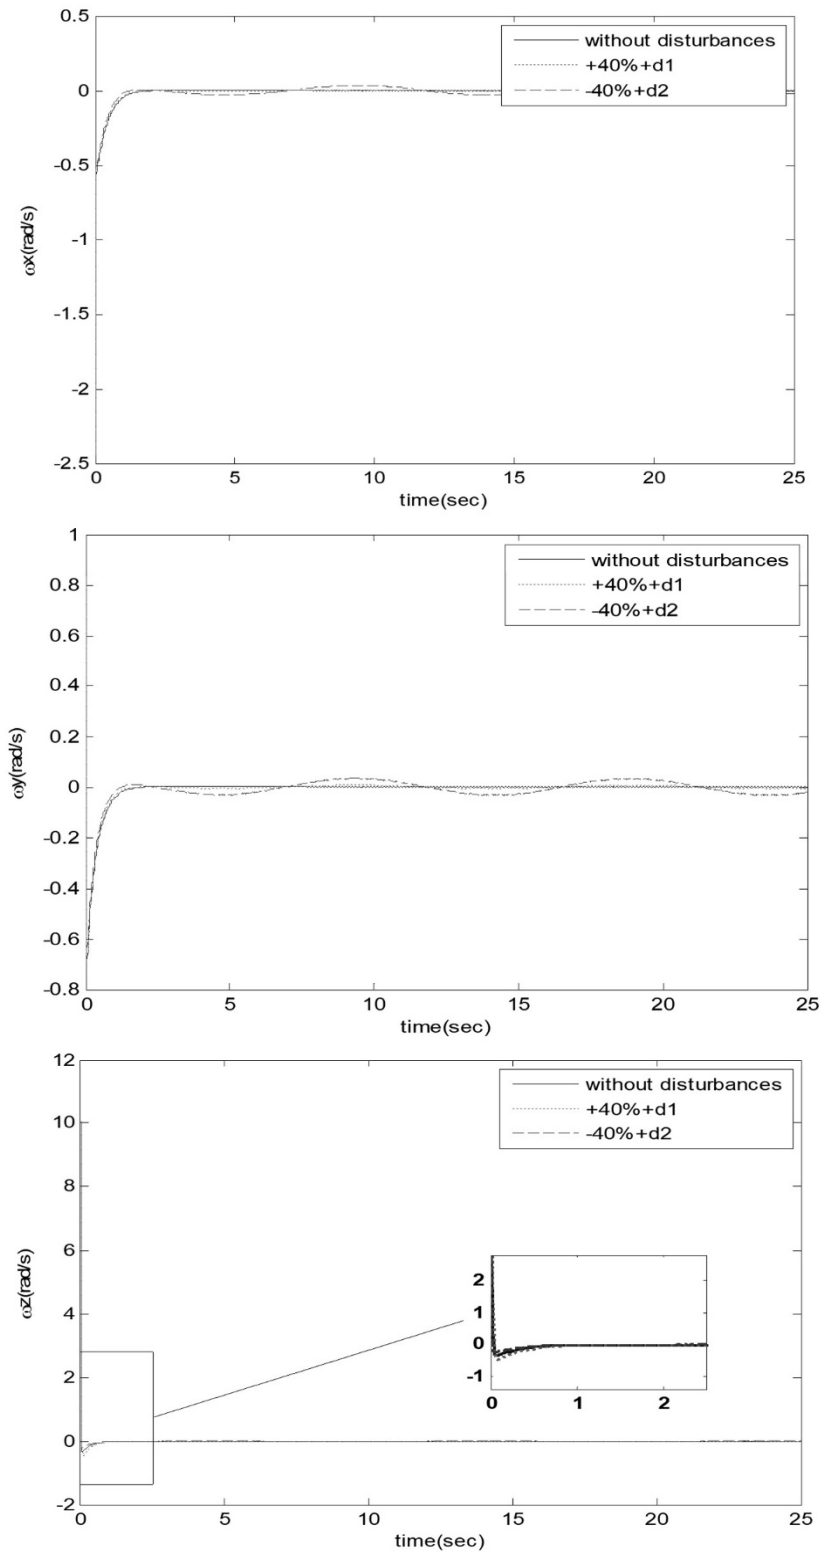 0.5
without disturbances
+40%+d1
-40%+d2
0
-0.5
-1
-1.5
-2
-2.5
ωx(rad/s)
0 5 10 15 20 25
time(sec)
1
without disturbances
+40%+d1
-40%+d2
0.8
0.6
0.4
0.2
0
-0.2
-0.4
-0.6
-0.8
ωy(rad/s)
0 5 10 15 20 25
time(sec)
12
without disturbances
+40%+d1
-40%+d2
10
8
6
4
2
0
-2
ωz(rad/s)
2
1
0
-1
0 1 2
0 5 10 15 20 25
time(sec)